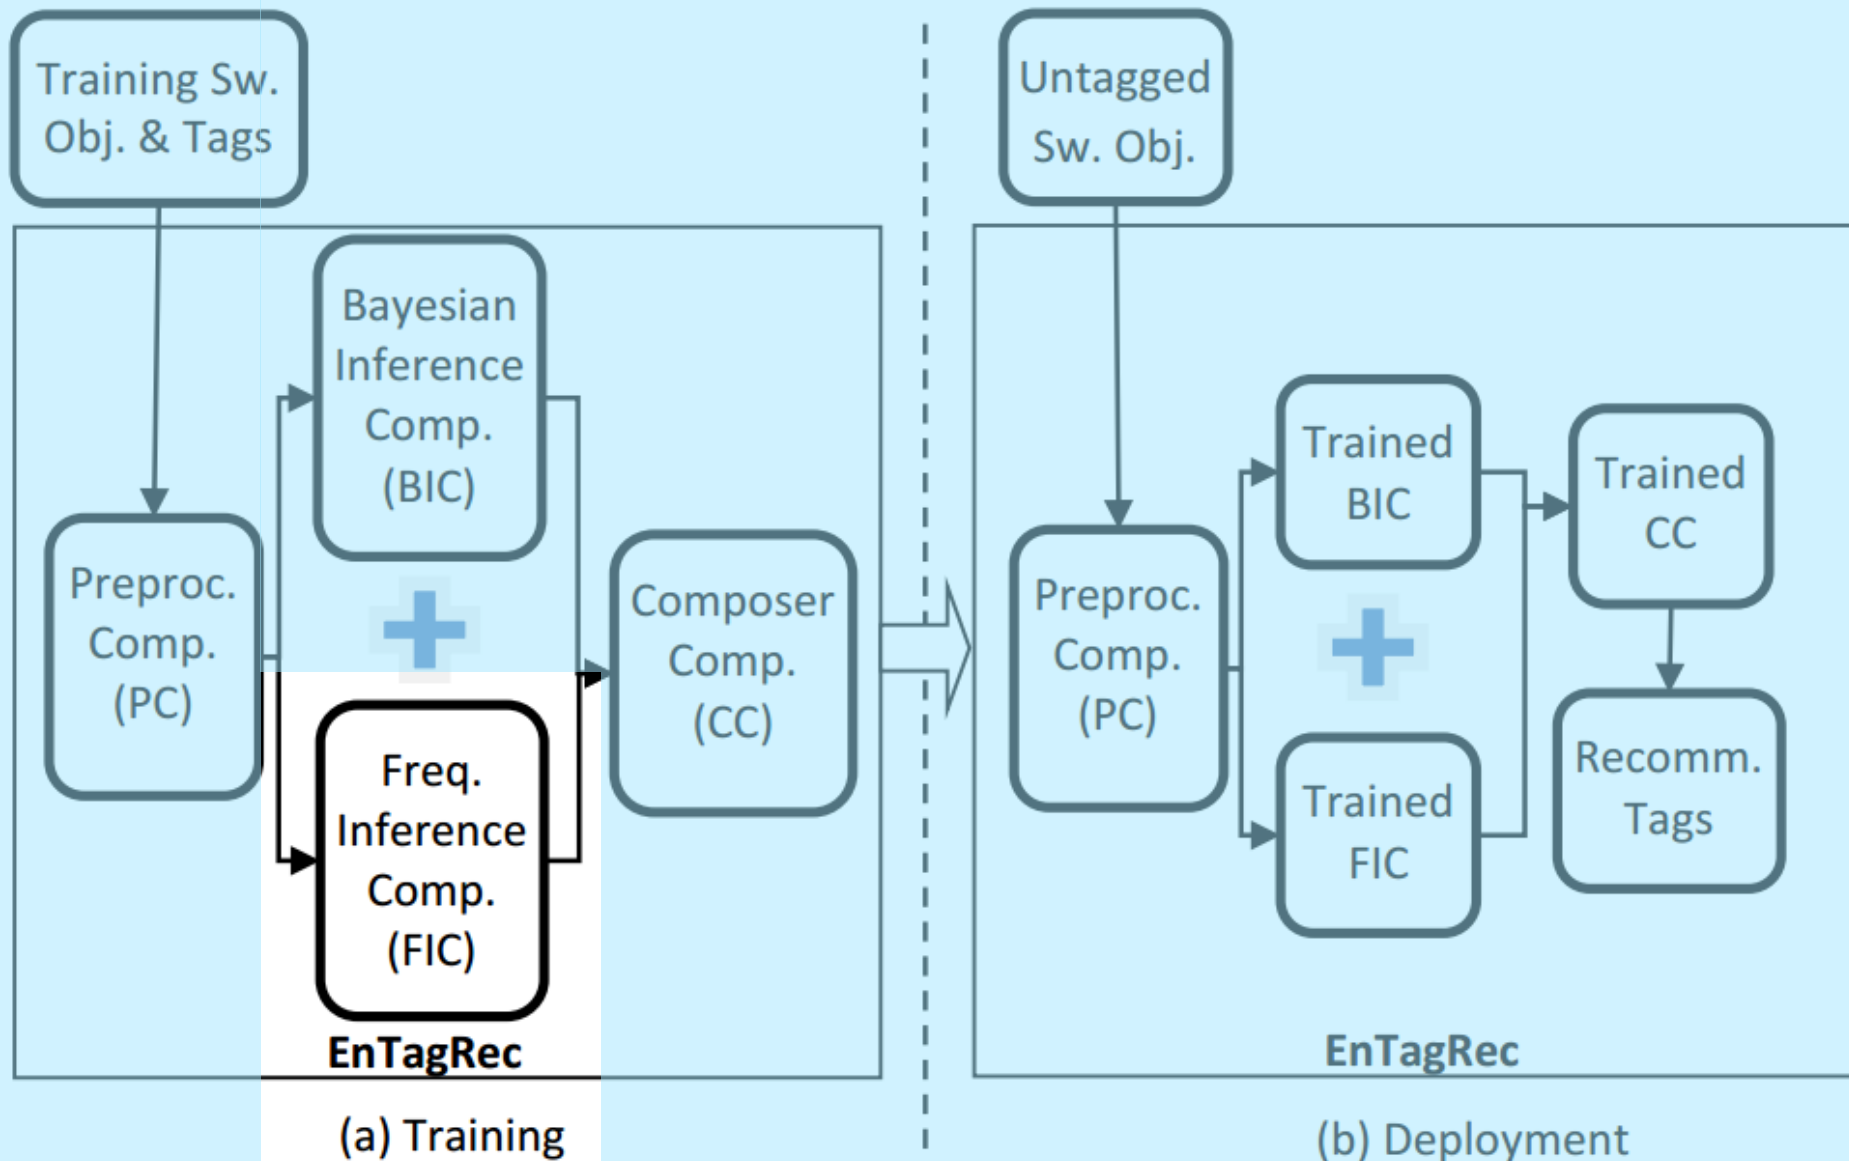 Training Sw.
Obj. & Tags
Bayesian
Inference
Comp.
(BIC)
Preproc.
Comp.
(PC)
Freq.
Inference
Comp.
(FIC)
Composer
Comp.
(CC)
EnTagRec
(a) Training
Untagged
Sw. Obj.
Preproc.
Comp.
(PC)
Trained
BIC
Trained
FIC
Trained
CC
Recomm.
Tags
EnTagRec
(b) Deployment